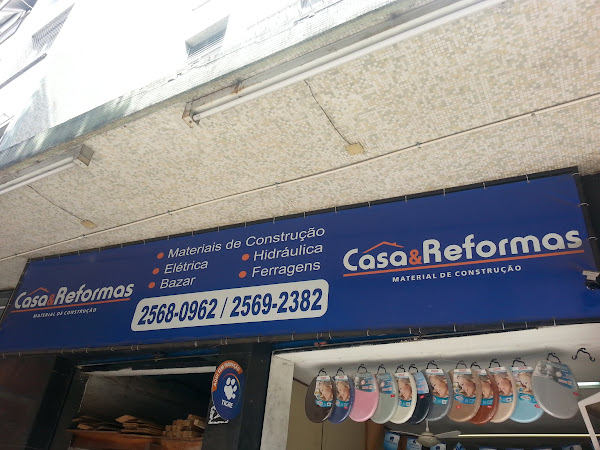 Casa&Reformas
MATERIAL DE CONSTRUÇÃO
• Materiais de Construção
• Elétrica
• Hidráulica
• Bazar
• Ferragens
2568-0962 / 2569-2382
Casa&Reformas
MATERIAL DE CONSTRUÇÃO
TIGRE